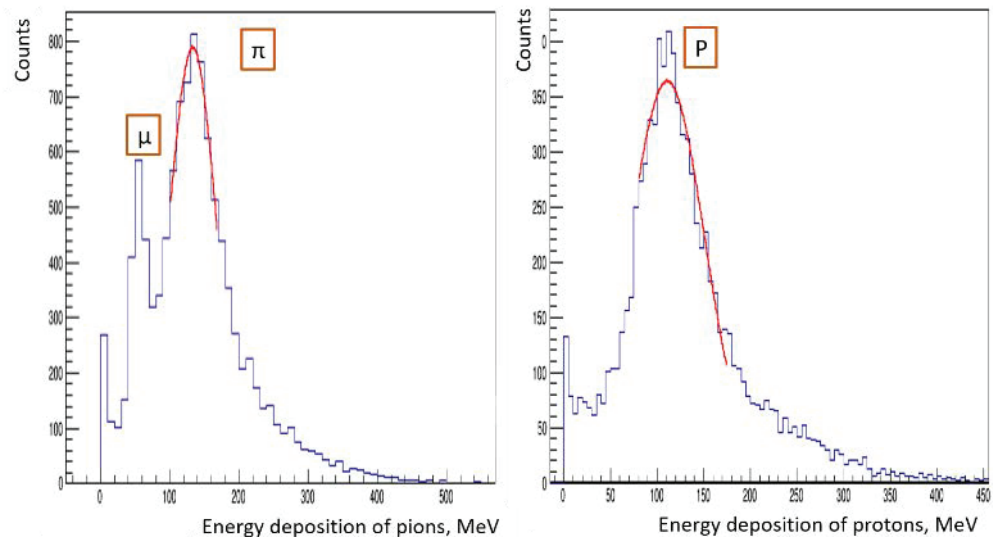 Counts
800
700
600
500
400
300
200
100
0
μ
π
0 100 200 300 400 500
Energy deposition of pions, MeV
Counts
0
350
300
250
200
150
100
50
0
P
0 50 100 150 200 250 300 350 400 450
Energy deposition of protons, MeV